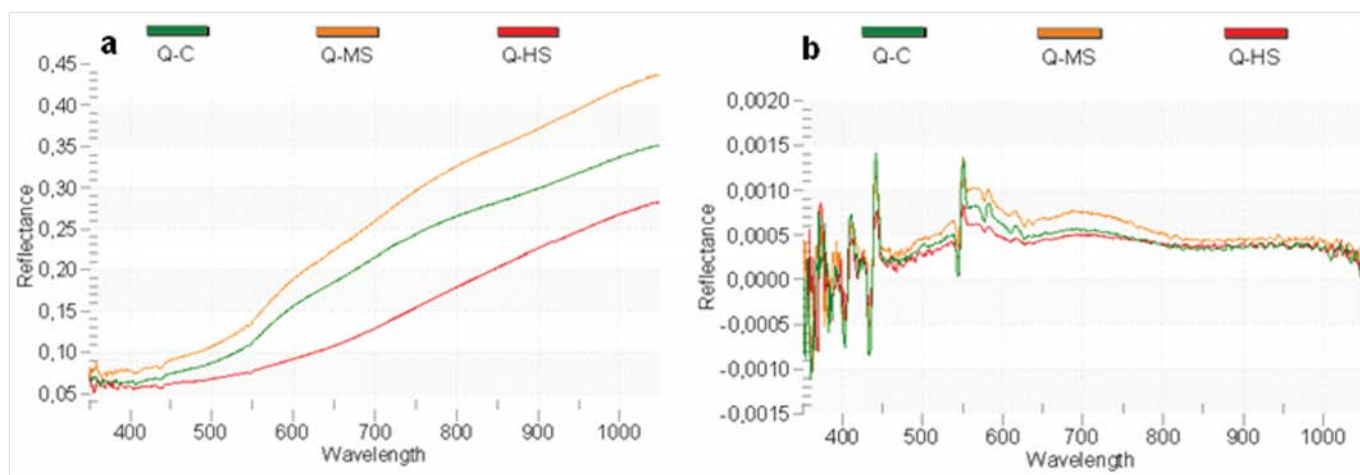 a
Q-C Q-MS Q-HS
0,45
0,40
0,35
0,30
0,25
0,20
0,15
0,10
0,05
Reflectance
400 500 600 700 800 900 1000
Wavelength
b
Q-C Q-MS Q-HS
0,0020
0,0015
0,0010
0,0005
0,0000
-0,0005
-0,0010
-0,0015
Reflectance
400 500 600 700 800 900 1000
Wavelength